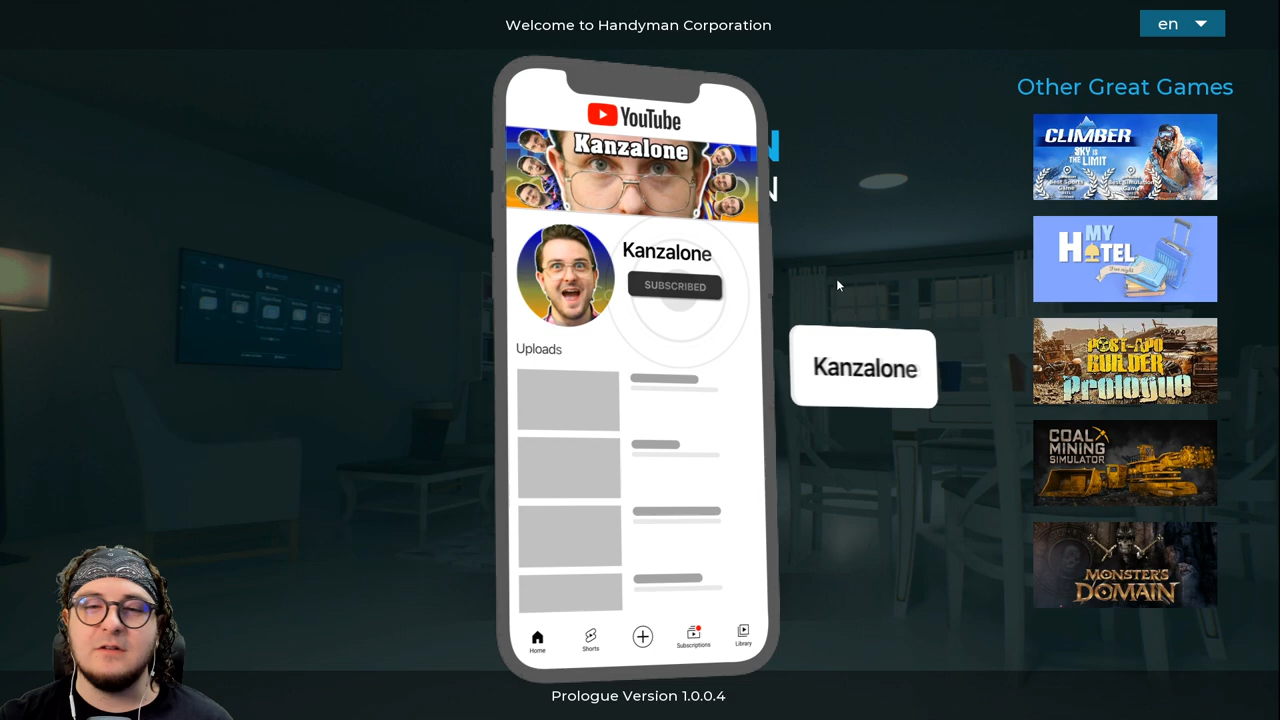 Welcome to Handyman Corporation
en
Other Great Games
YouTube
Kanzalone
Kanzalone
SUBSCRIBED
Uploads
Kanzalone
Home
Shorts
Subscriptions
Library
CLIMBER
SKY IS
THE LIMIT
MY
HOTEL
POST-APO
BUILDER
Prologue
COAL
MINING
SIMULATOR
MONSTER'S
DOMAIN
N
N
Prologue Version 1.0.0.4